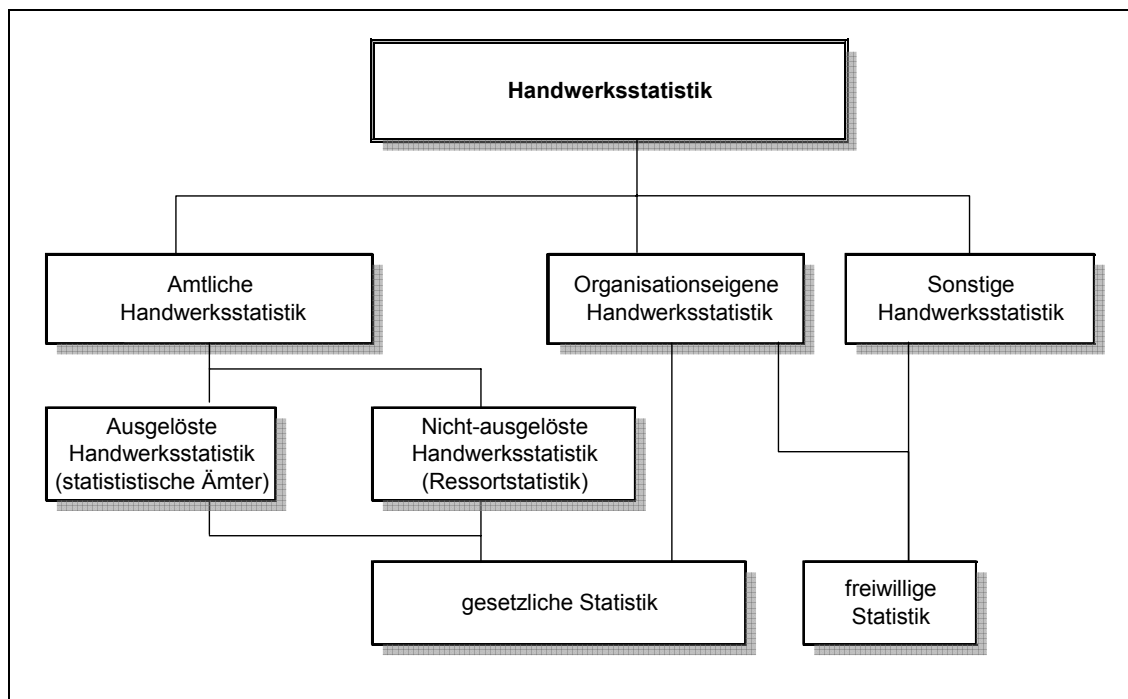 Handwerksstatistik
Amtliche
Handwerksstatistik
Organisationseigene
Handwerksstatistik
Sonstige
Handwerksstatistik
Ausgelöste
Handwerksstatistik
(statististische Ämter)
Nicht-ausgelöste
Handwerksstatistik
(Ressortstatistik)
gesetzliche Statistik
freiwillige
Statistik